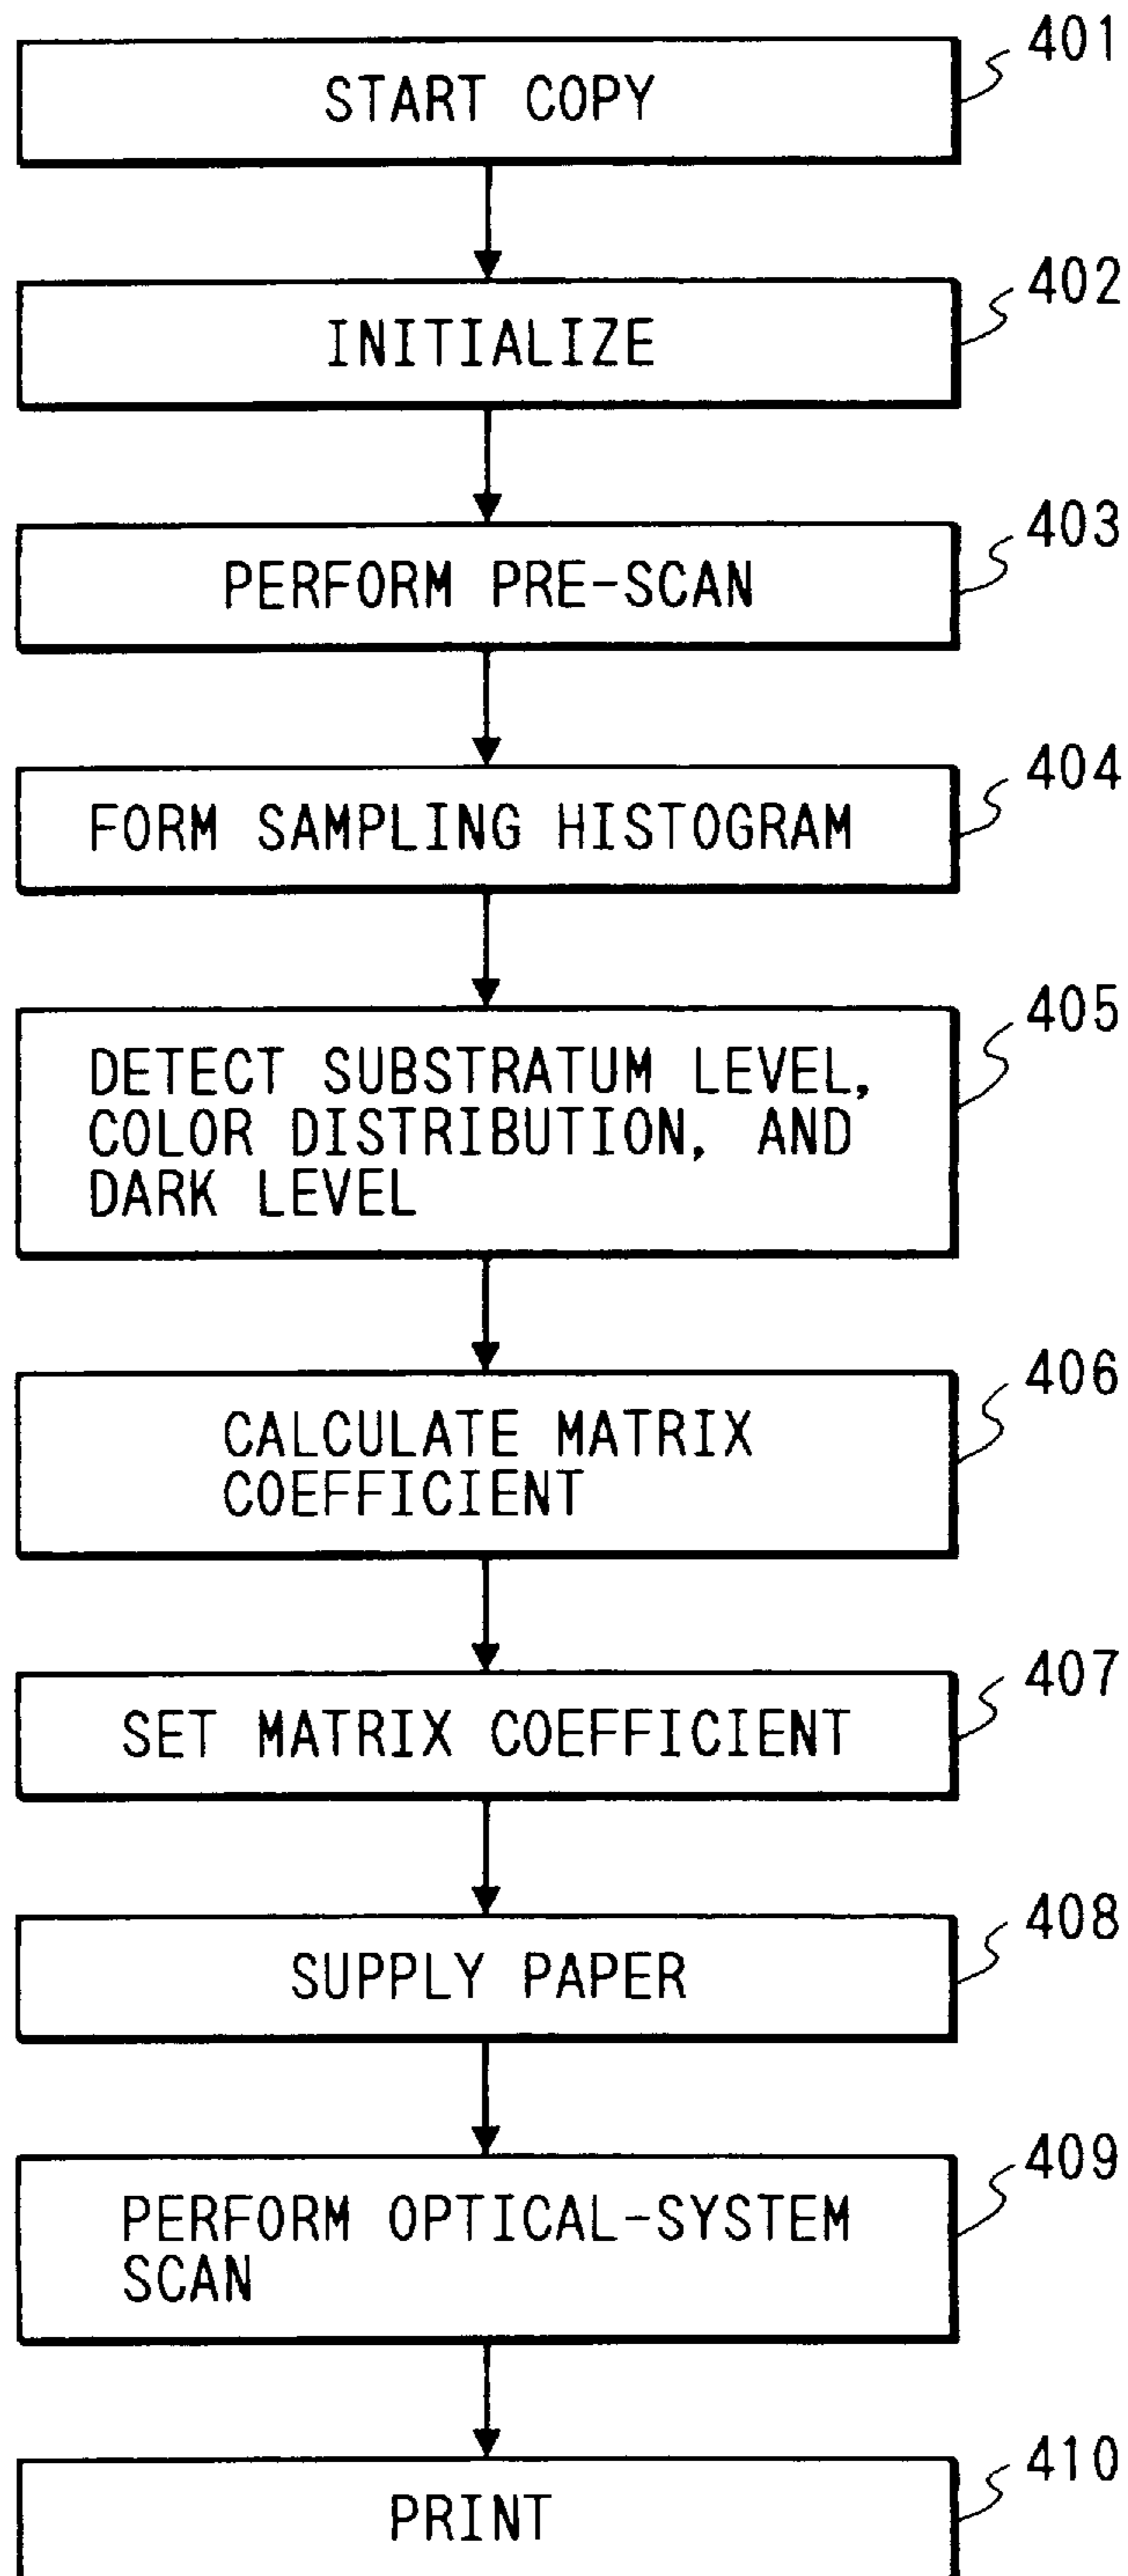 401
START COPY
402
INITIALIZE
403
PERFORM PRE-SCAN
404
FORM SAMPLING HISTOGRAM
405
DETECT SUBSTRATUM LEVEL,
COLOR DISTRIBUTION, AND
DARK LEVEL
406
CALCULATE MATRIX
COEFFICIENT
407
SET MATRIX COEFFICIENT
408
SUPPLY PAPER
409
PERFORM OPTICAL-SYSTEM
SCAN
410
PRINT